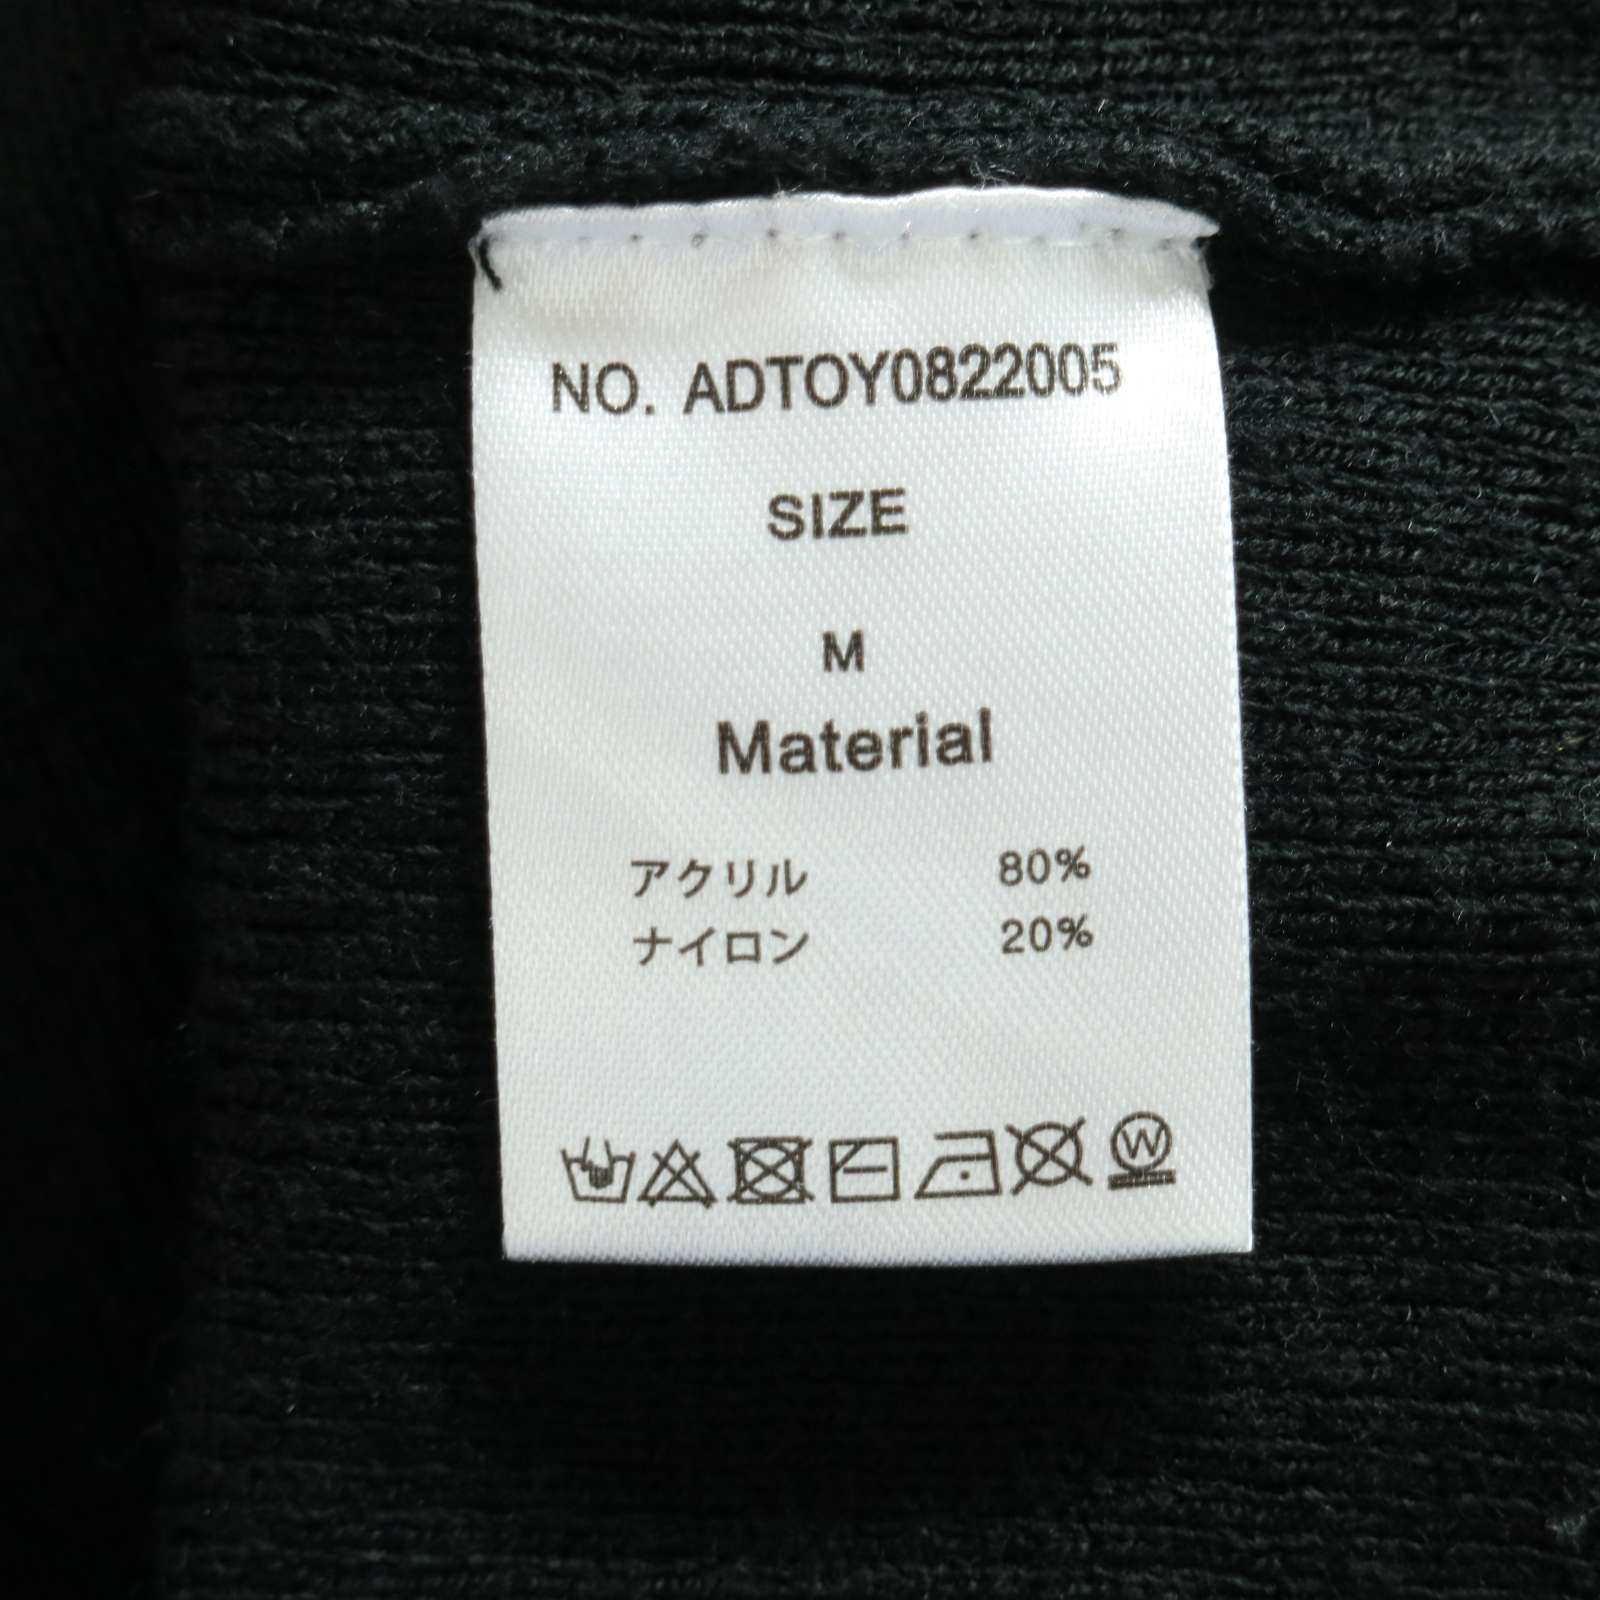 NO. ADTOY0822005
SIZE
M
Material
アクリル 80%
ナイロン 20%
W